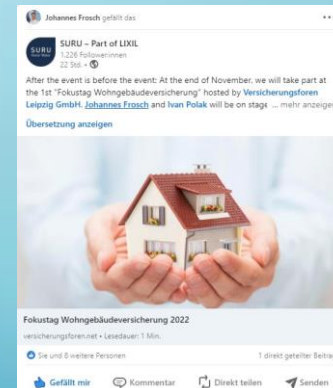 Johannes Frosch gefällt das
SURU
SURU – Part of LIXIL
1.226 Follower:innen
22 Std.
After the event is before the event: At the end of November, we will take part at
the 1st "Fokustag Wohngebäudeversicherung" hosted by Versicherungsforen
Leipzig GmbH. Johannes Frosch and Ivan Polak will be on stage ... mehr anzeigen
Übersetzung anzeigen
Fokustag Wohngebäudeversicherung 2022
versicherungsforen.net • Lesedauer: 1 Min.
Sie und 6 weitere Personen
1 direkt geteilter Beitrag
Gefällt mir
Kommentar
Direkt teilen
Senden